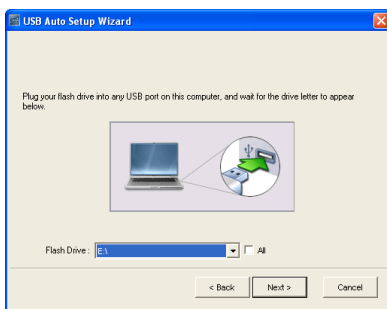 USB Auto Setup Wizard
Plug your flash drive into any USB port on this computer, and wait for the drive letter to appear
below.
Flash Drive : E:\ All
< Back Next > Cancel